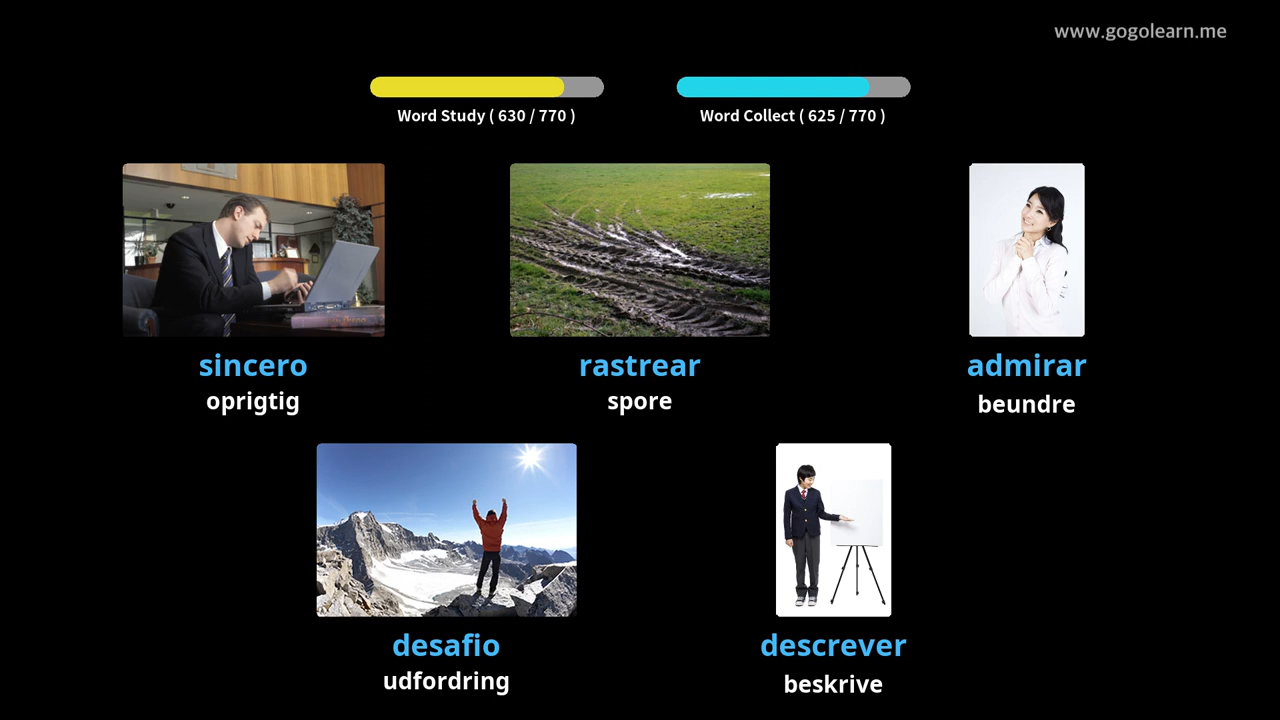 www.gogolearn.me
Word Study ( 630 / 770 )
Word Collect ( 625 / 770 )
sincero
oprigtig
rastrear
spore
admirar
beundre
desafio
udfordring
descrever
beskrive